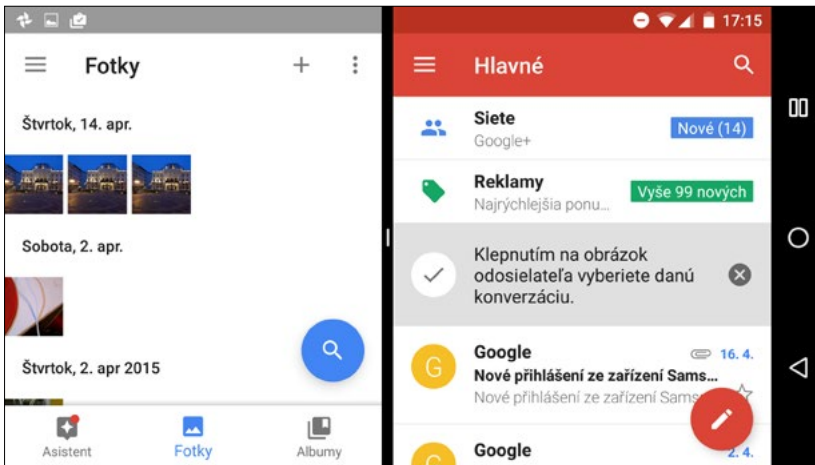 Fotky
Štvrtok, 14. apr.
Sobota, 2. apr.
Štvrtok, 2. apr 2015
Asistent
Fotky
Albumy
17:15
Hlavné
Siete
Google+
Nové (14)
Reklamy
Najrýchlejšia ponu...
Vyše 99 nových
Klepnutím na obrázok
odosielateľa vyberiete danú
konverzáciu.
G
Google
16. 4.
Nové přihlášení ze zařízení Sams...
Nové přihlášení ze zařízení Sams
G
Google
2. 4.